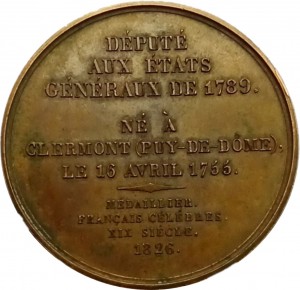 DÉPUTÉ
AUX ÉTATS
GÉNÉRAUX DE 1789.
NÉ À
CLERMONT (PUY-DE-DÔME),
LE 16 AVRIL 1755.
MÉDAILLIER.
FRANÇAIS CÉLÈBRES.
XIX SIÈCLE.
1826.